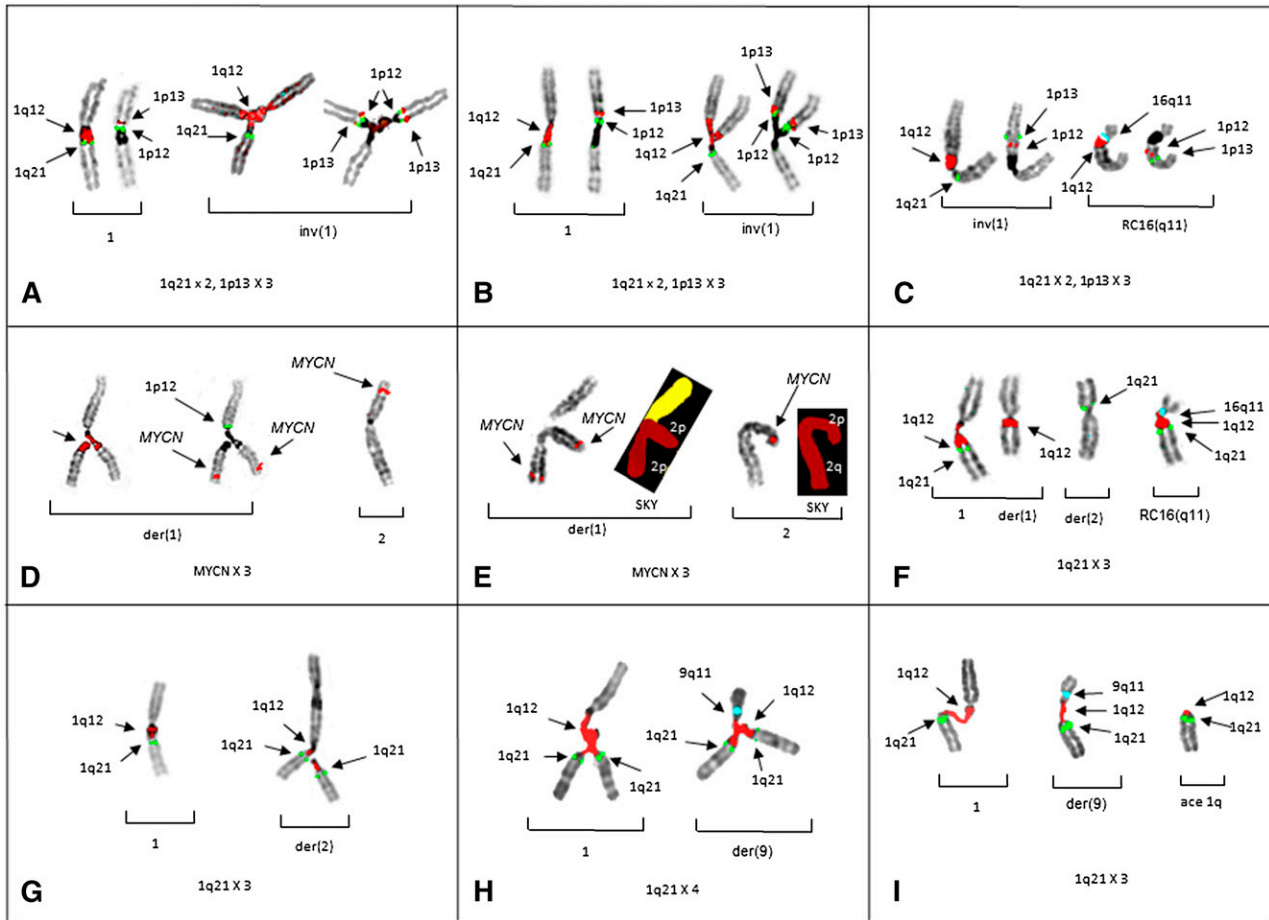 1q12
1q21
1p13
1p12
1
1q12
1q21
1p12
1p13
1p13
inv(1)
A
1q21 x 2, 1p13 X 3
1q12
1q21
1p13
1p12
1
1p13
1q12
1q21
1p12
1p13
1p12
inv(1)
B
1q21 x 2, 1p13 X 3
1q12
1q21
1p13
1p12
inv(1)
16q11
1q12
1p12
1p13
RC16(q11)
C
1q21 X 2, 1p13 X 3
1p12
MYCN
MYCN
der(1)
MYCN
2
D
MYCN X 3
MYCN
MYCN
2p
2p
SKY
der(1)
MYCN
2p
2q
SKY
2
E
MYCN X 3
1q12
1q21
1
1q12
der(1)
1q21
der(2)
16q11
1q12
1q21
RC16(q11)
F
1q21 X 3
1q12
1q21
1
1q12
1q21
1q21
der(2)
G
1q21 X 3
1q12
1q21
1q21
1
9q11
1q12
1q21
1q21
der(9)
H
1q21 X 4
1q12
1q21
1
9q11
1q12
1q21
der(9)
1q12
1q21
ace 1q
I
1q21 X 3